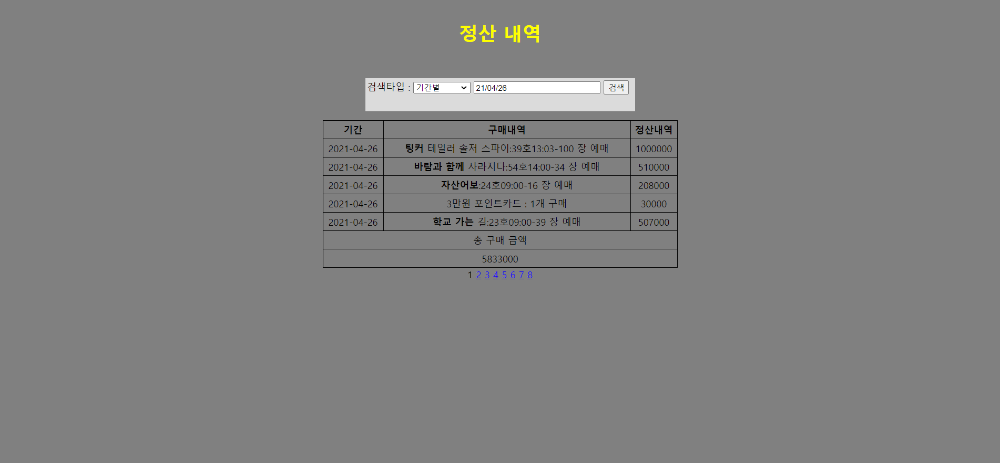 정산 내역
검색타입 : 기간별 21/04/26 검색
기간 구매내역 정산내역
2021-04-26 팅커 테일러 솔저 스파이:39호13:03-100 장 예매 1000000
2021-04-26 바람과 함께 사라지다:54호14:00-34 장 예매 510000
2021-04-26 자산어보:24호09:00-16 장 예매 208000
2021-04-26 3만원 포인트카드 : 1개 구매 30000
2021-04-26 학교 가는 길:23호09:00-39 장 예매 507000
총 구매 금액
5833000
1 2 3 4 5 6 7 8